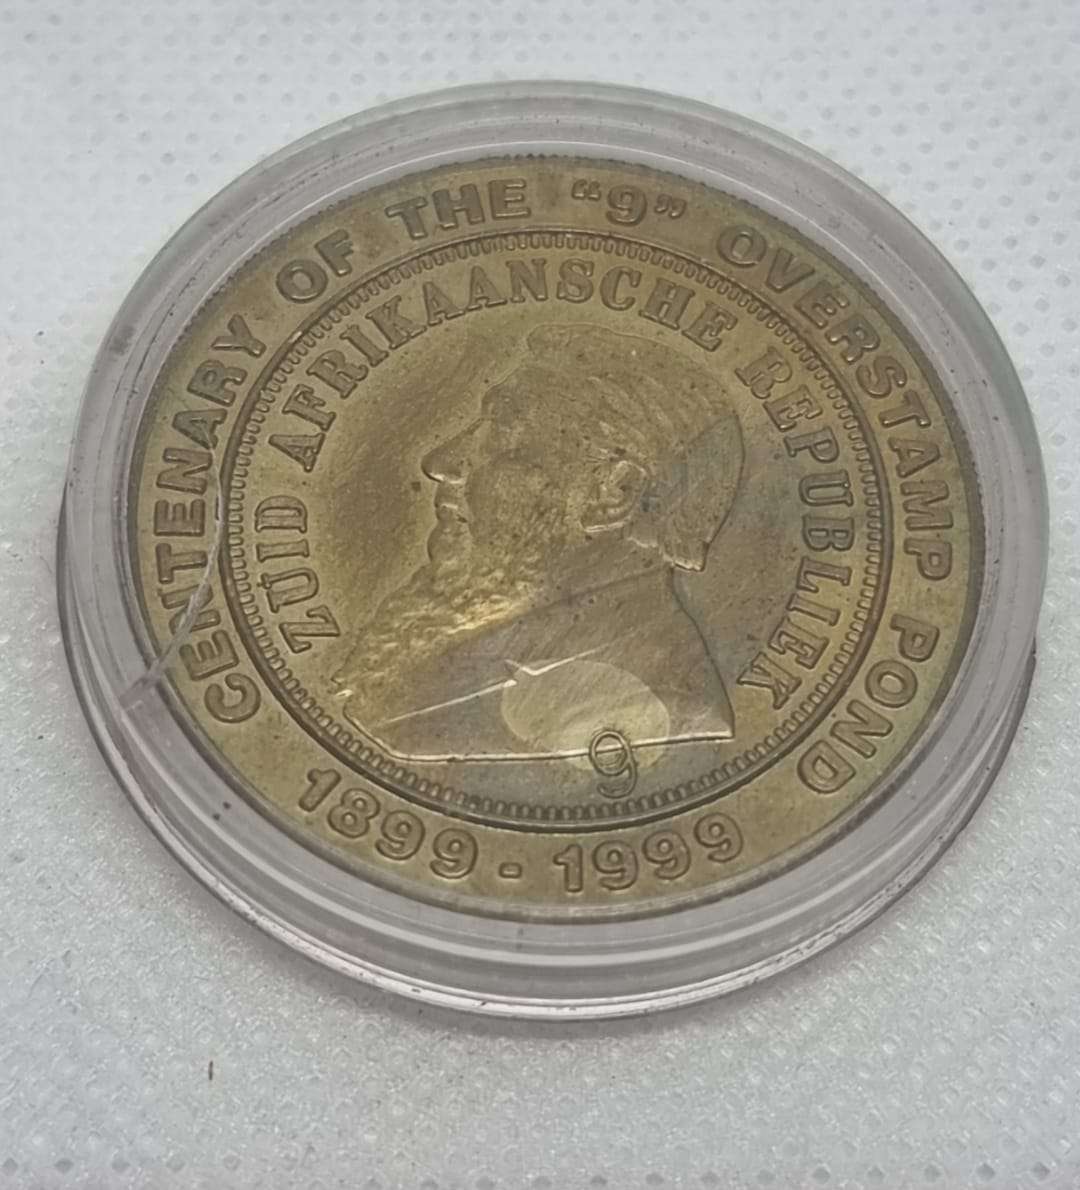 CENTENARY OF THE "9" OVERSTAMP POND
1899 - 1999
ZUID AFRIKAANSCHE REPUBLIEK
9